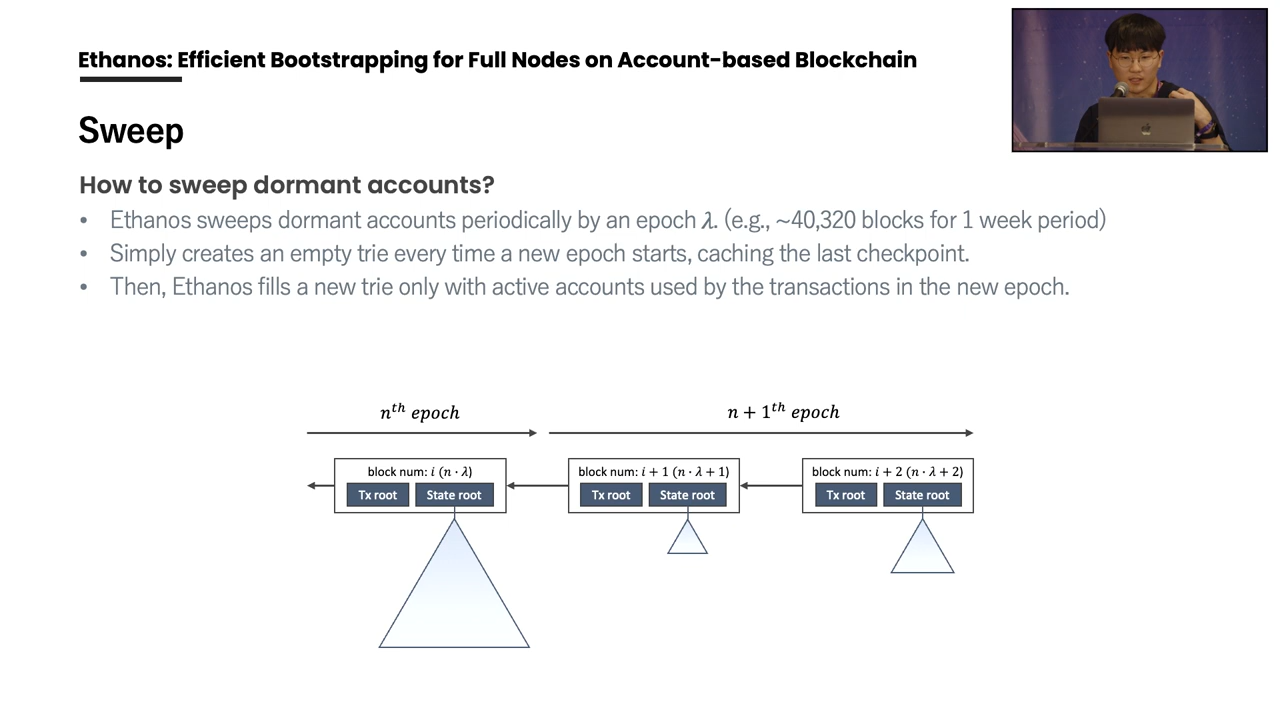 Ethanos: Efficient Bootstrapping for Full Nodes on Account-based Blockchain
Sweep
How to sweep dormant accounts?
• Ethanos sweeps dormant accounts periodically by an epoch λ. (e.g., ~40,320 blocks for 1 week period)
• Simply creates an empty trie every time a new epoch starts, caching the last checkpoint.
• Then, Ethanos fills a new trie only with active accounts used by the transactions in the new epoch.
nᵗʰ epoch
n + 1ᵗʰ epoch
block num: i (n · λ)
Tx root
State root
block num: i + 1 (n · λ + 1)
Tx root
State root
block num: i + 2 (n · λ + 2)
Tx root
State root